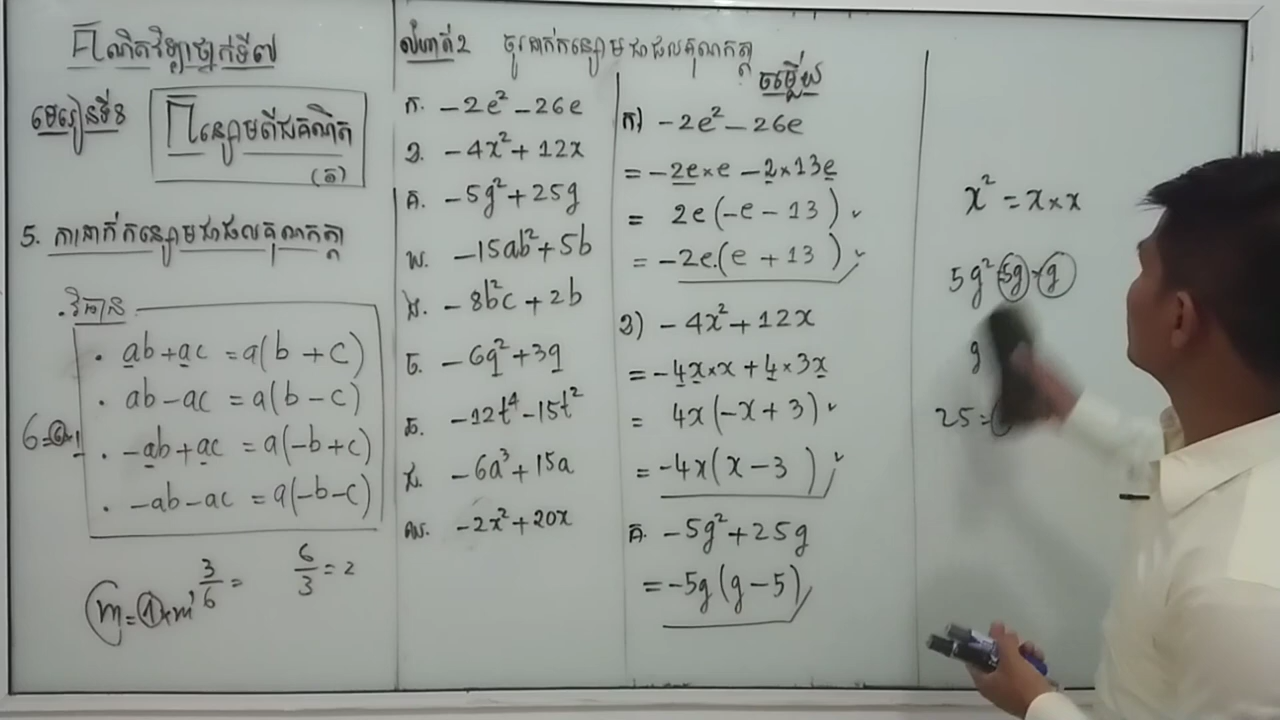 គណិតវិទ្យាថ្នាក់ទី៧
មេរៀនទី8
កន្សោមពីជគណិត
(ត)
5. ការដាក់កន្សោមជាផលគុណកត្តា
. វិធាន
. ab+ac = a(b + c)
. ab-ac = a(b-c)
. -ab+ac = a(-b+c)
. -ab-ac = a(-b-c)
3/6 =
6/3 = 2
លំហាត់2 ចូរដាក់កន្សោមជាផលគុណកត្តា
ក. -2e² - 26e
ខ. -4x² + 12x
គ. -5g² + 25g
ឃ. -15ab² + 5b
ង. -8b²c + 2b
ច. -6q² + 3q
ឆ. -12t⁴ - 15t²
ជ. -6a³ + 15a
ឈ. -2x² + 20x
ចម្លើយ
ក) -2e² - 26e
= -2e×e - 2×13e
= 2e(-e - 13)
= -2e.(e + 13)
ខ) -4x² + 12x
= -4x×x + 4×3x
= 4x(-x + 3)
= -4x(x - 3)
គ. -5g² + 25g
= -5g(g - 5)
x² = x×x
5g² 5g × g
g
25 =